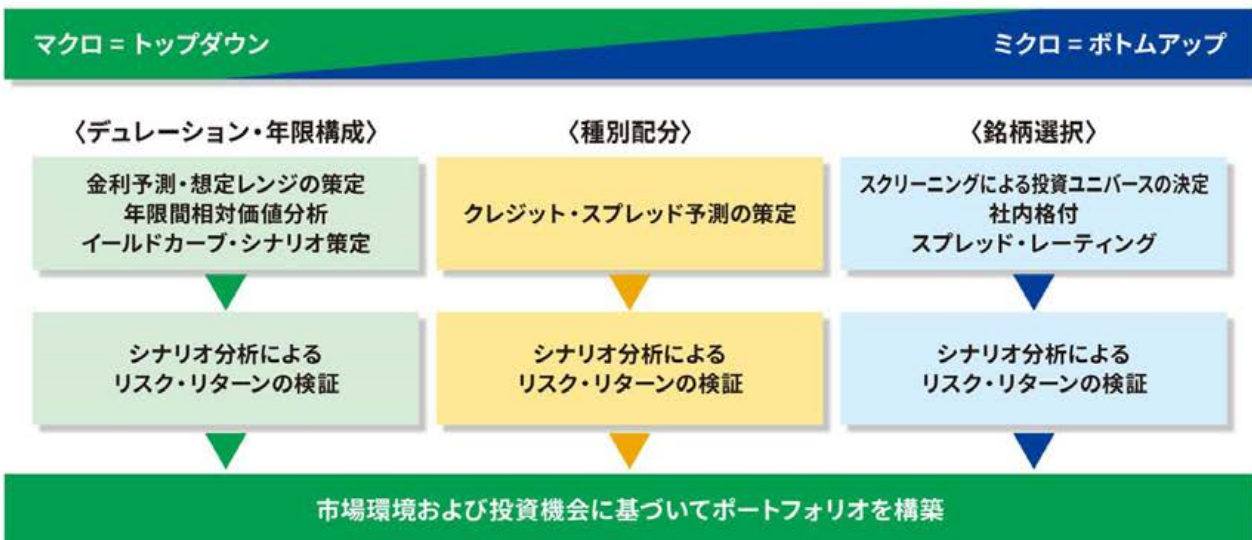 マクロ = トップダウン
ミクロ = ボトムアップ
〈デュレーション・年限構成〉
金利予測・想定レンジの策定
年限間相対価値分析
イールドカーブ・シナリオ策定
シナリオ分析による
リスク・リターンの検証
〈種別配分〉
クレジット・スプレッド予測の策定
シナリオ分析による
リスク・リターンの検証
〈銘柄選択〉
スクリーニングによる投資ユニバースの決定
社内格付
スプレッド・レーティング
シナリオ分析による
リスク・リターンの検証
市場環境および投資機会に基づいてポートフォリオを構築